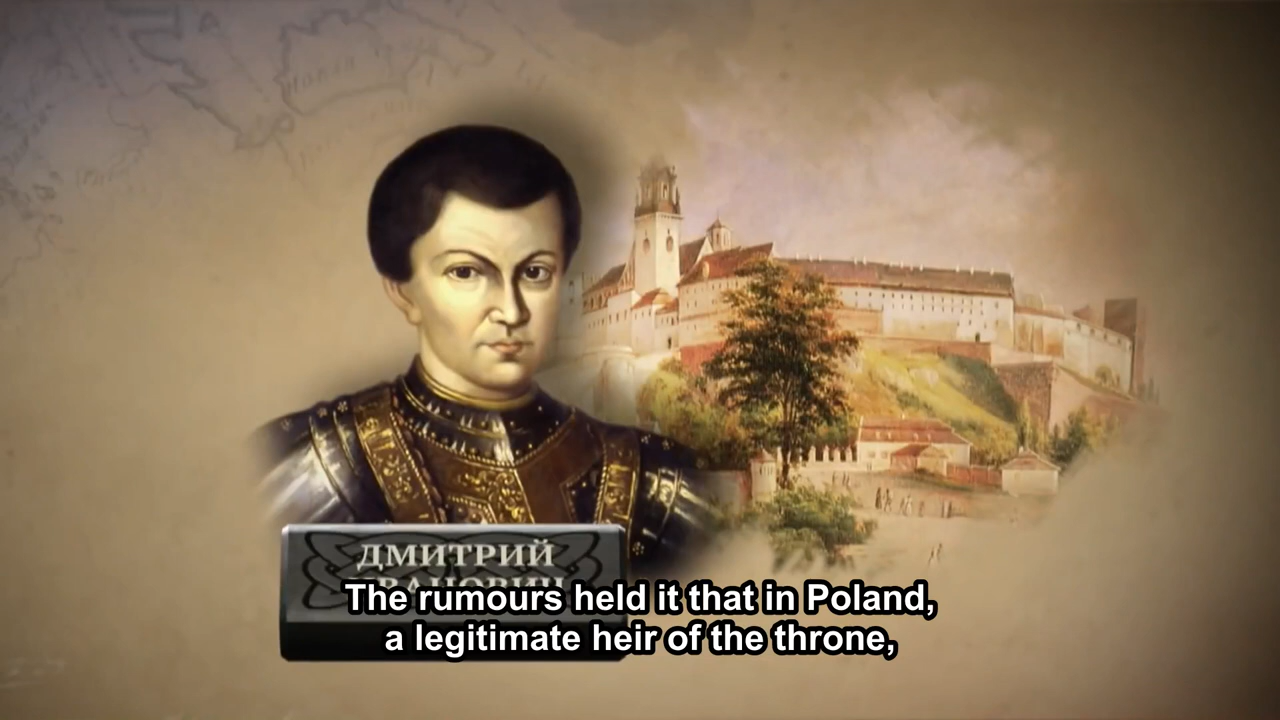 ДМИТРИЙ
The rumours held it that in Poland,
a legitimate heir of the throne,